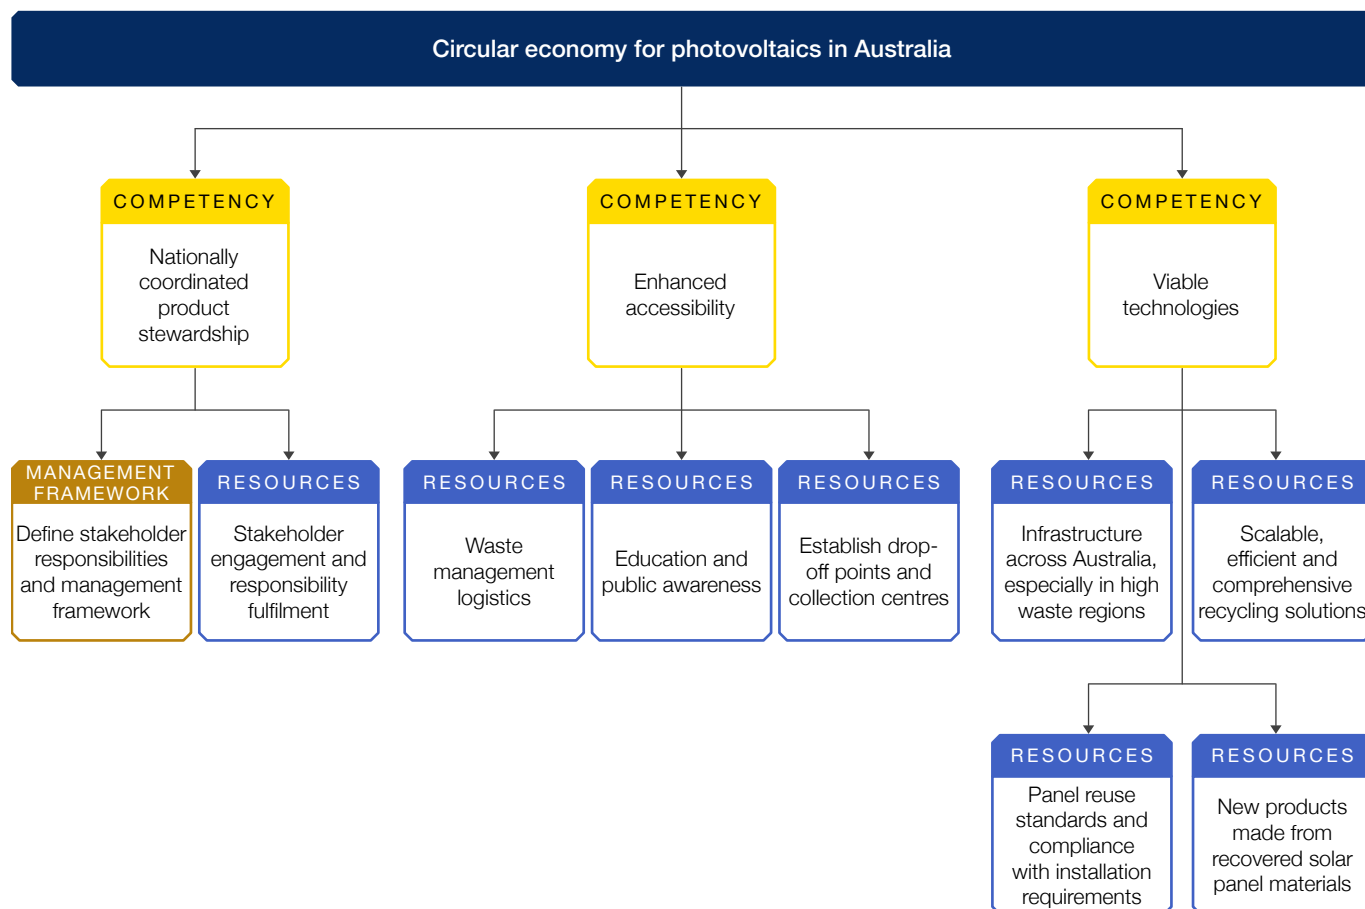 Circular economy for photovoltaics in Australia
COMPETENCY
Nationally
coordinated
product
stewardship
COMPETENCY
Enhanced
accessibility
COMPETENCY
Viable
technologies
MANAGEMENT
FRAMEWORK
Define stakeholder
responsibilities
and management
framework
RESOURCES
Stakeholder
engagement and
responsibility
fulfilment
RESOURCES
Waste
management
logistics
RESOURCES
Education and
public awareness
RESOURCES
Establish drop-
off points and
collection centres
RESOURCES
Infrastructure
across Australia,
especially in high
waste regions
RESOURCES
Scalable,
efficient and
comprehensive
recycling solutions
RESOURCES
Panel reuse
standards and
compliance
with installation
requirements
RESOURCES
New products
made from
recovered solar
panel materials